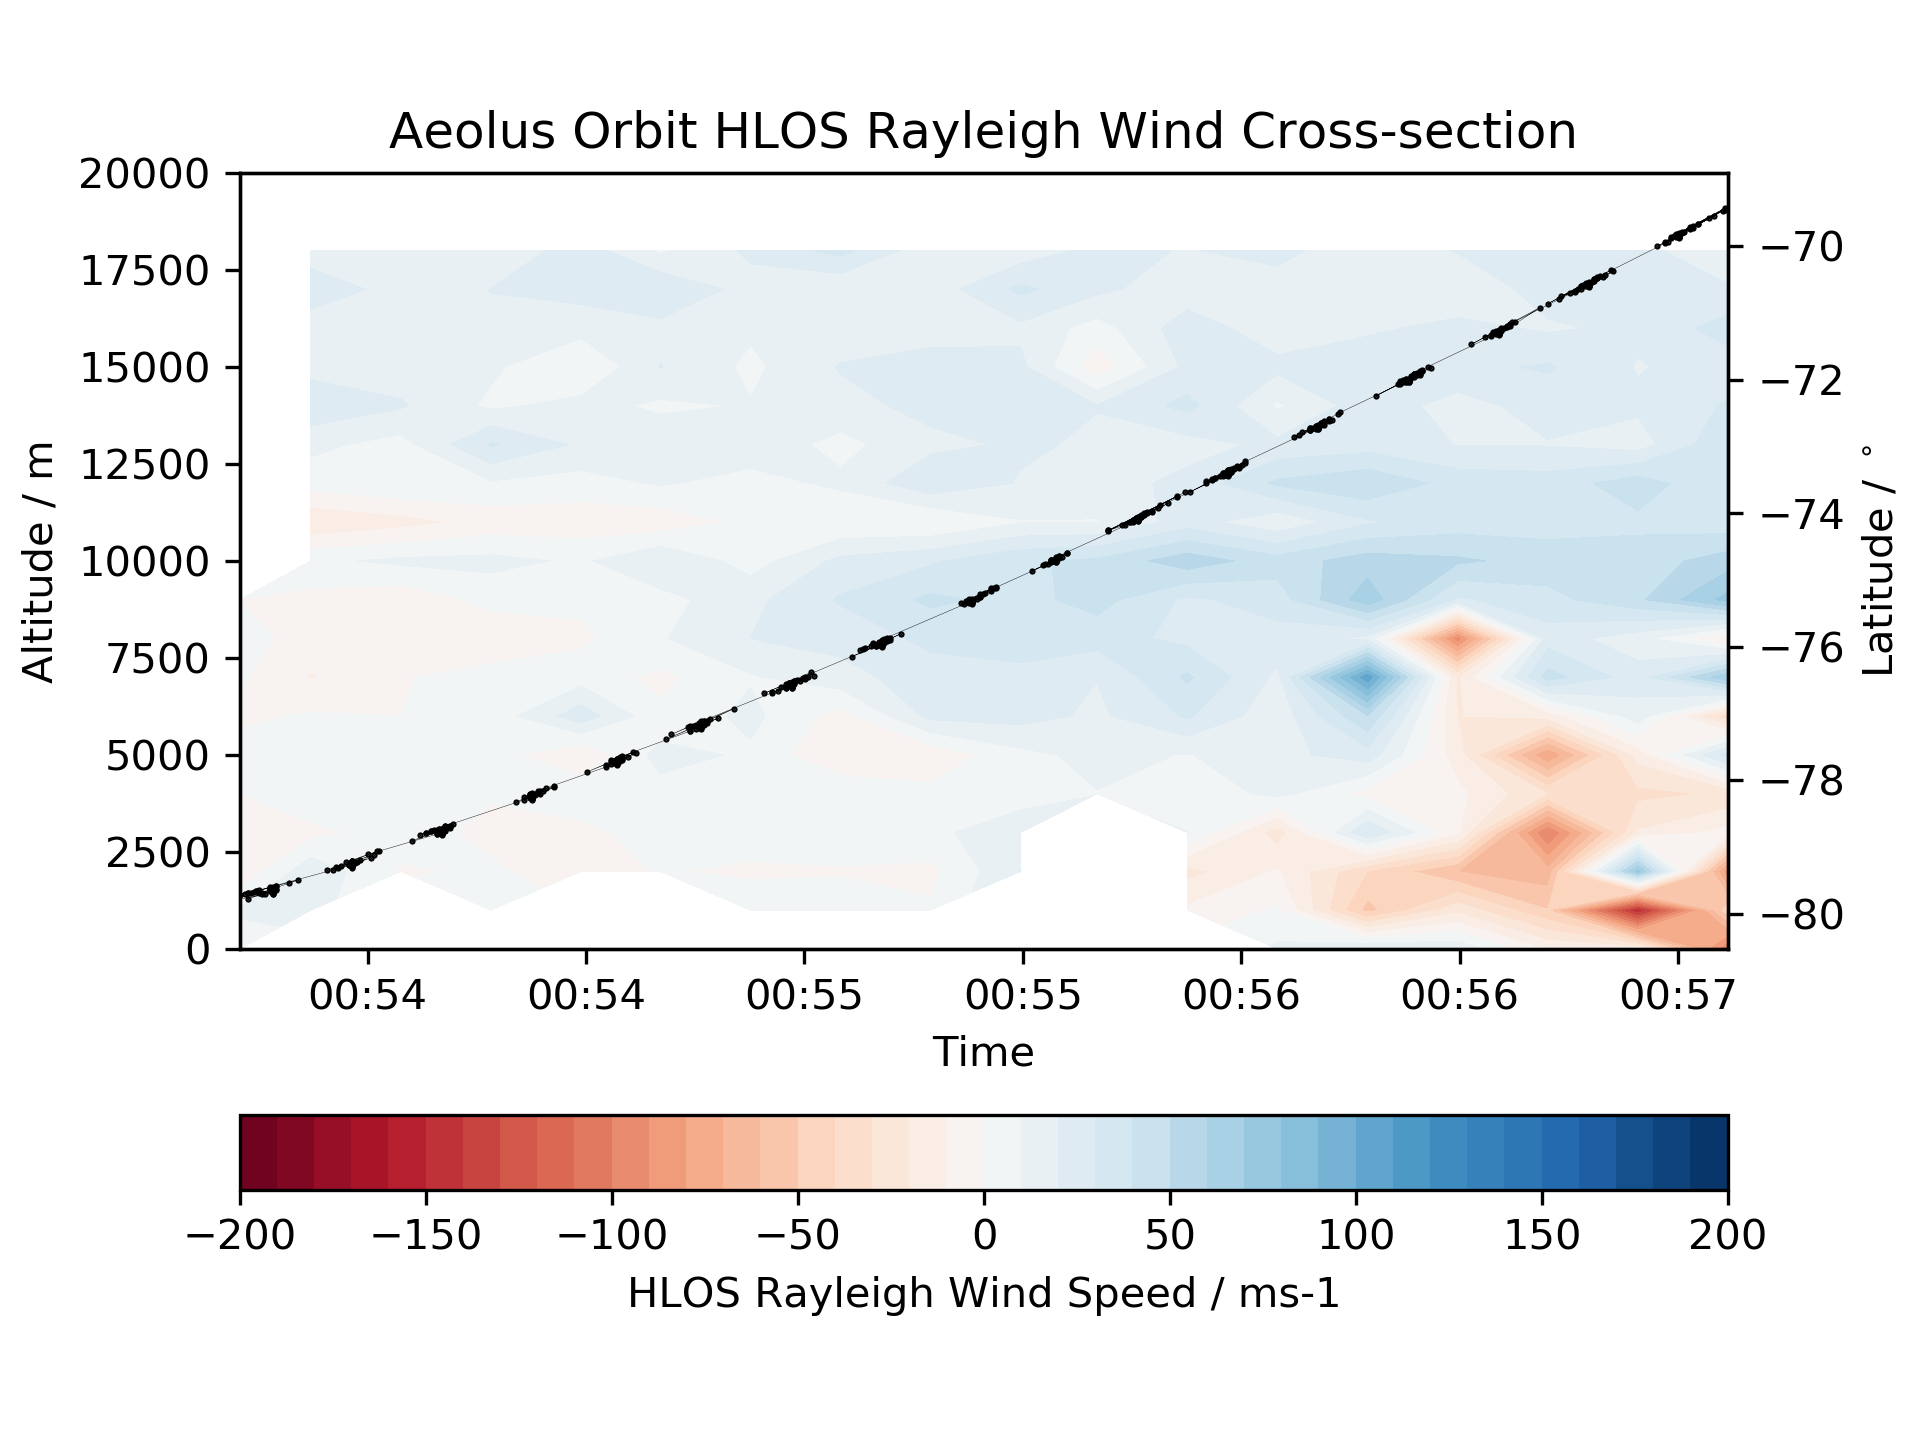 Aeolus Orbit HLOS Rayleigh Wind Cross-section
20000
17500
15000
12500
10000
7500
5000
2500
0
Altitude / m
−70
−72
−74
−76
−78
−80
Latitude / °
00:54 00:54 00:55 00:55 00:56 00:56 00:57
Time
−200 −150 −100 −50 0 50 100 150 200
HLOS Rayleigh Wind Speed / ms-1